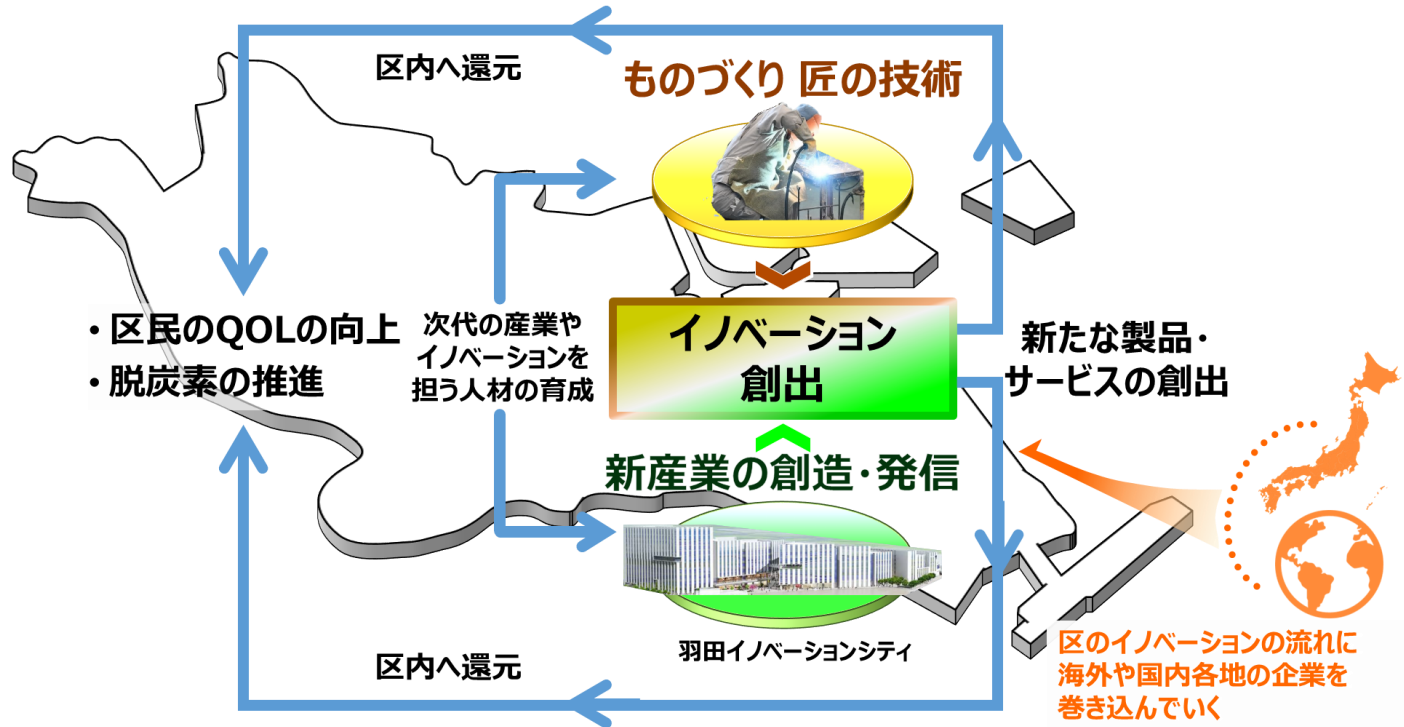 区内へ還元
ものづくり 匠の技術
・区民のQOLの向上
・脱炭素の推進
次代の産業や
イノベーションを
担う人材の育成
イノベーション
創出
新たな製品・
サービスの創出
新産業の創造・発信
羽田イノベーションシティ
区内へ還元
区のイノベーションの流れに
海外や国内各地の企業を
巻き込んでいく